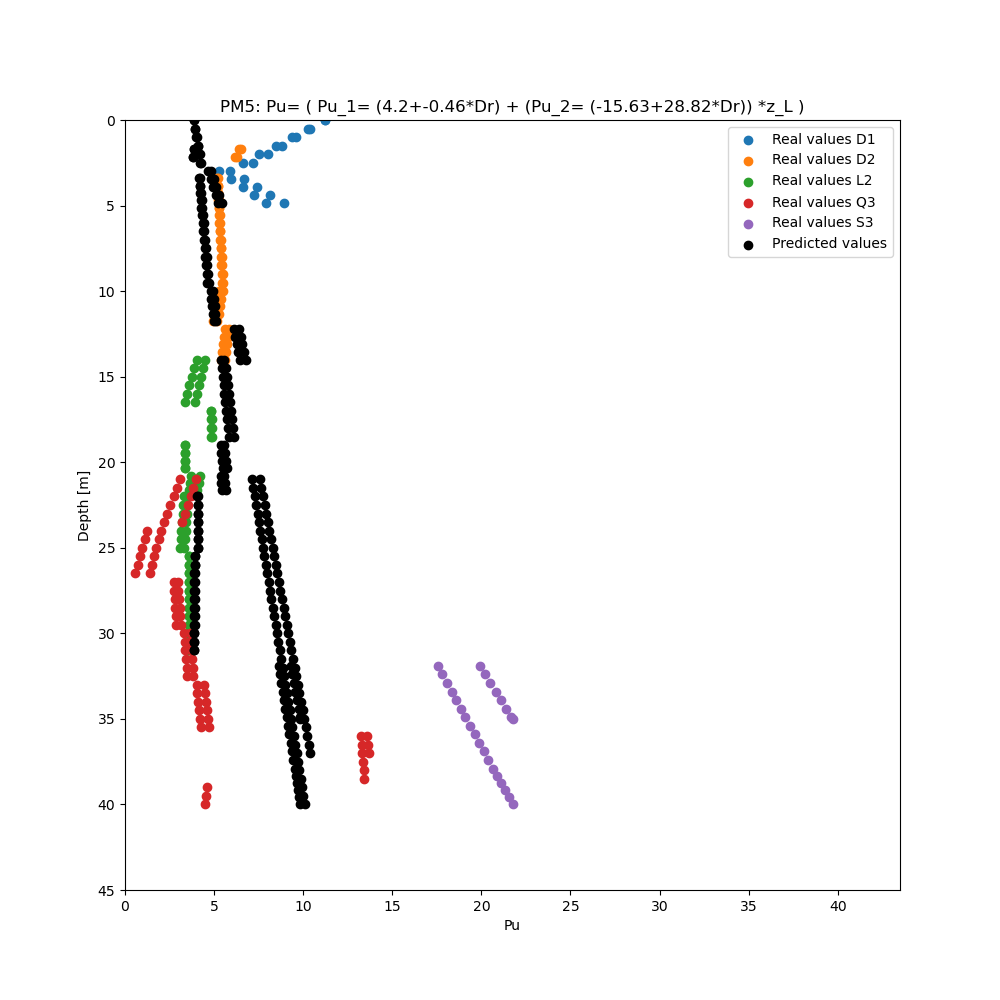 PM5: Pu= ( Pu_1= (4.2+-0.46*Dr) + (Pu_2= (-15.63+28.82*Dr)) *z_L )
Real values D1
Real values D2
Real values L2
Real values Q3
Real values S3
Predicted values
0
5
10
15
20
25
30
35
40
45
Depth [m]
0 5 10 15 20 25 30 35 40
Pu